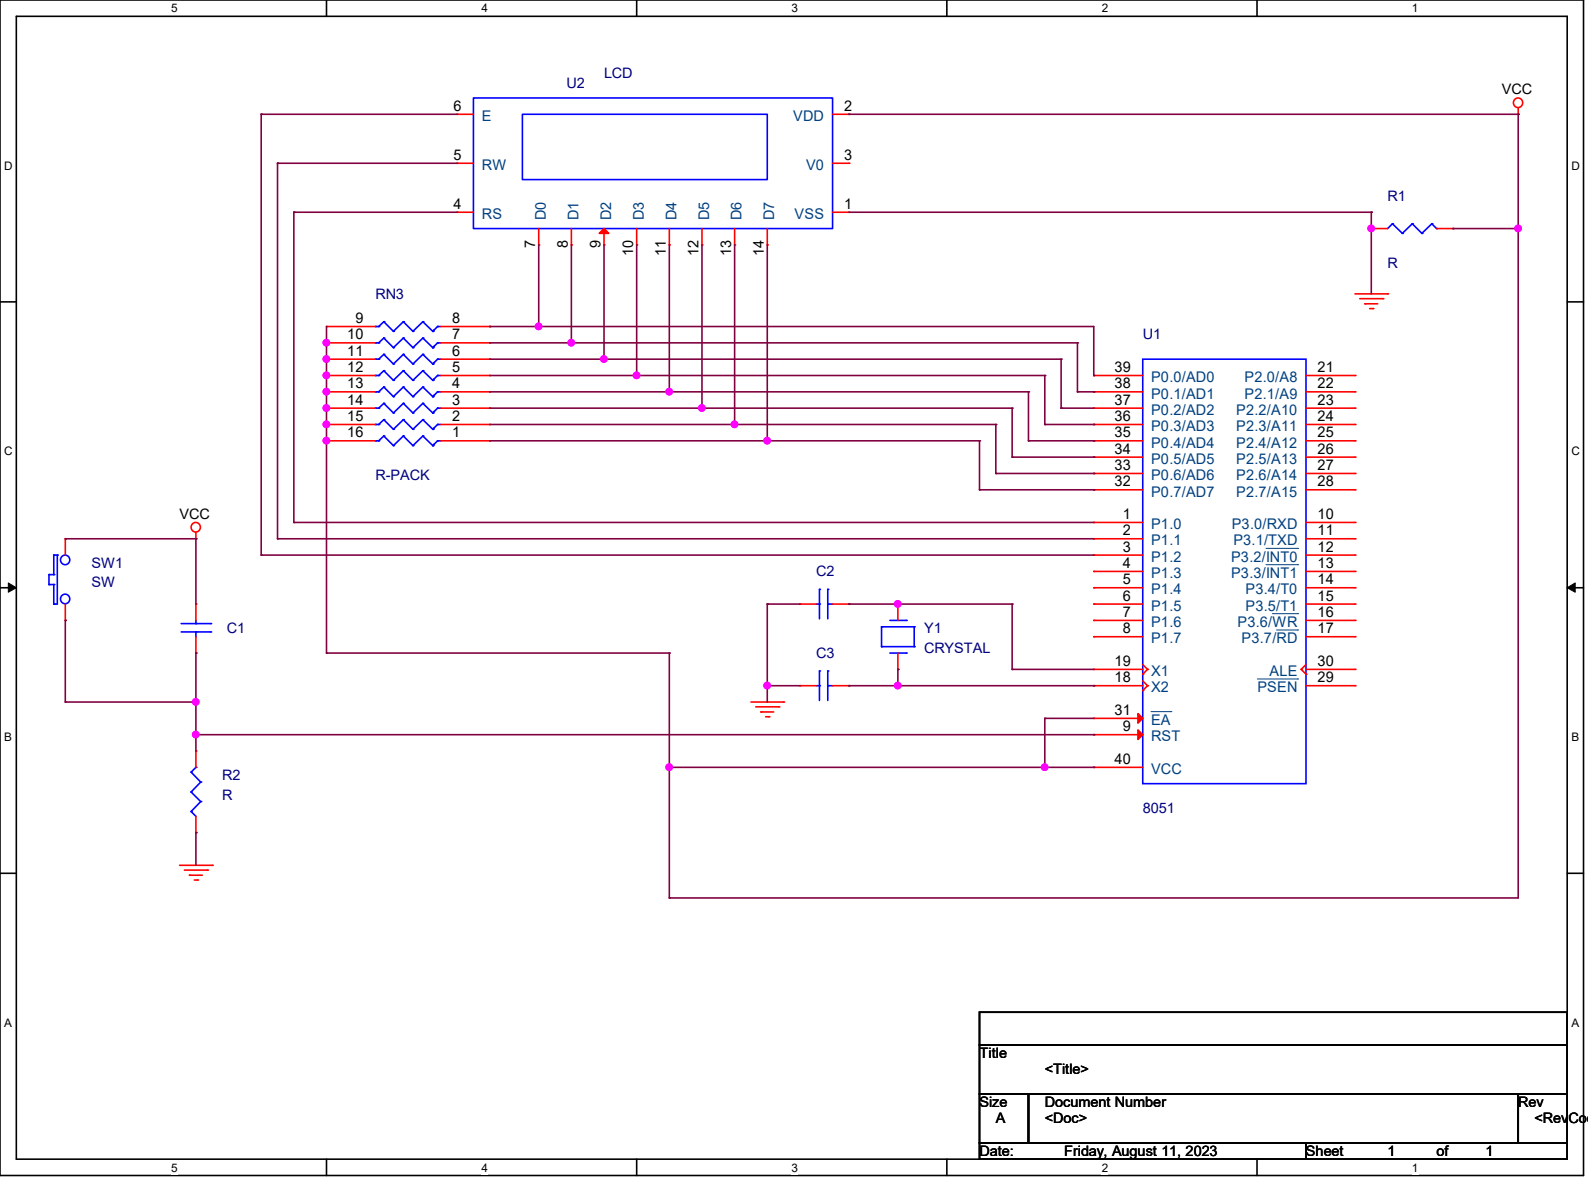 5 4 3 2 1
D D
C C
B B
A A
U2 LCD
6 E VDD 2
5 RW V0 3
4 RS D0 D1 D2 D3 D4 D5 D6 D7 VSS 1
7 8 9 10 11 12 13 14
VCC
R1
R
RN3
9 8
10 7
11 6
12 5
13 4
14 3
15 2
16 1
R-PACK
U1
39 P0.0/AD0 P2.0/A8 21
38 P0.1/AD1 P2.1/A9 22
37 P0.2/AD2 P2.2/A10 23
36 P0.3/AD3 P2.3/A11 24
35 P0.4/AD4 P2.4/A12 25
34 P0.5/AD5 P2.5/A13 26
33 P0.6/AD6 P2.6/A14 27
32 P0.7/AD7 P2.7/A15 28
1 P1.0 P3.0/RXD 10
2 P1.1 P3.1/TXD 11
3 P1.2 P3.2/INT0 12
4 P1.3 P3.3/INT1 13
5 P1.4 P3.4/T0 14
6 P1.5 P3.5/T1 15
7 P1.6 P3.6/WR 16
8 P1.7 P3.7/RD 17
19 X1 ALE 30
18 X2 PSEN 29
31 EA
9 RST
40 VCC
8051
VCC
SW1
SW
C1
R2
R
C2
C3
Y1
CRYSTAL
Title
<Title>
Size Document Number Rev
A <Doc> <RevCo
Date: Friday, August 11, 2023 Sheet 1 of 1
5 4 3 2 1